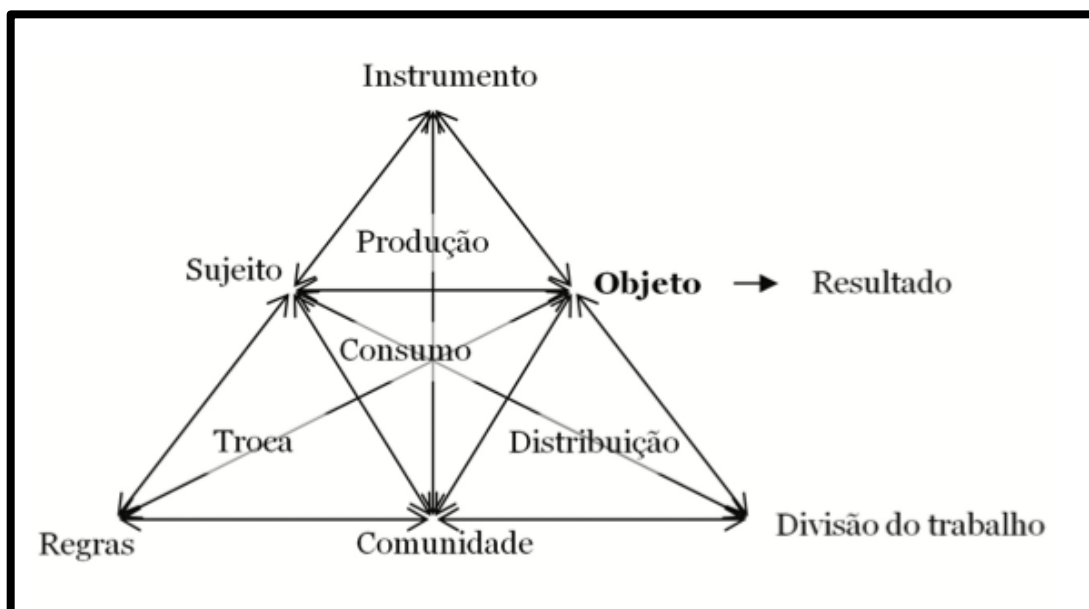 Instrumento
Produção
Sujeito
Objeto
Resultado
Consumo
Troca
Distribuição
Regras
Comunidade
Divisão do trabalho